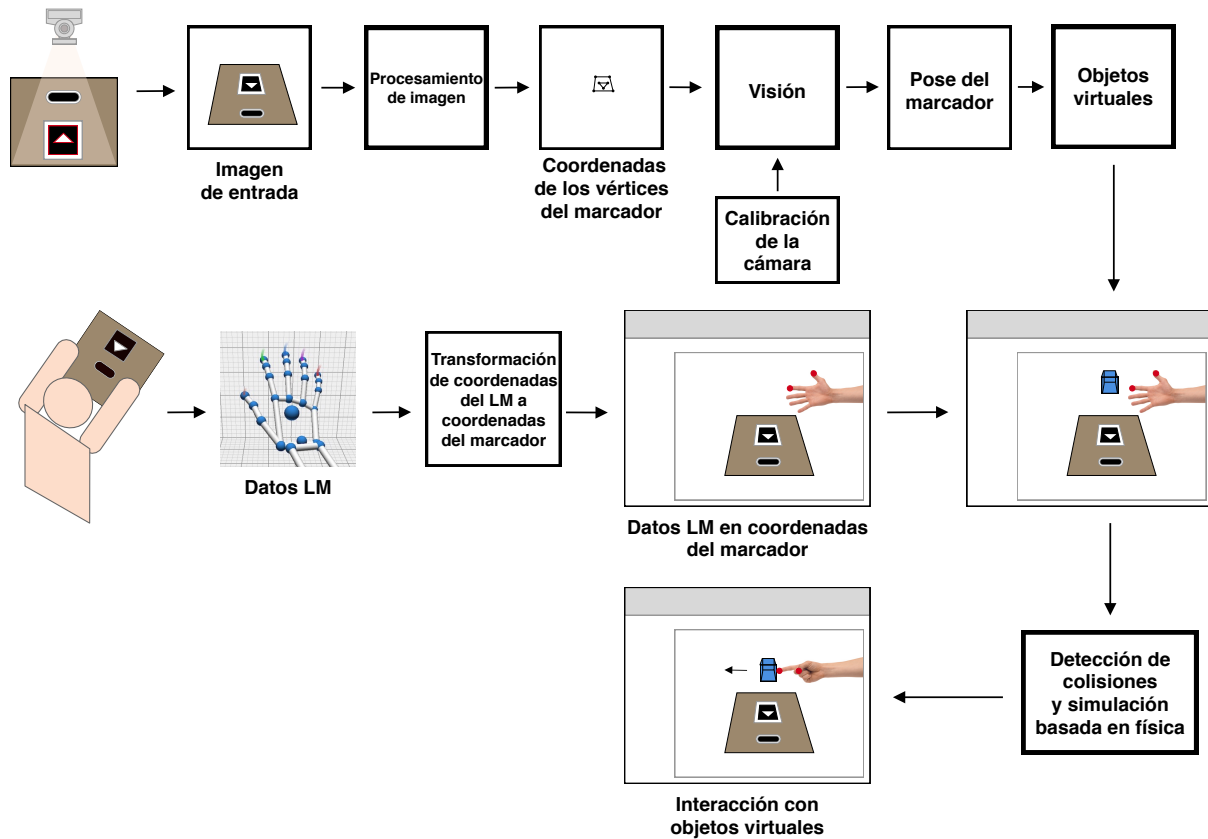 Imagen
de entrada
Procesamiento
de imagen
Coordenadas
de los vértices
del marcador
Visión
Calibración
de la
cámara
Pose del
marcador
Objetos
virtuales
Datos LM
Transformación
de coordenadas
del LM a
coordenadas
del marcador
Datos LM en coordenadas
del marcador
Detección de
colisiones
y simulación
basada en física
Interacción con
objetos virtuales